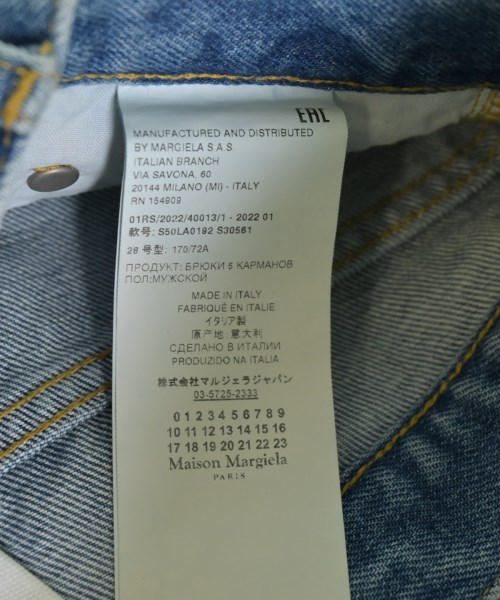 EAC
MANUFACTURED AND DISTRIBUTED
BY MARGIELA S.A.S.
ITALIAN BRANCH
VIA SAVONA, 60
20144 MILANO (MI) - ITALY
RN 154909
01RS/2022/40013/1 - 2022 01
款号: S50LA0192 S30561
28 号型: 170/72A
ПРОДУКТ: БРЮКИ 5 КАРМАНОВ
ПОЛ:МУЖСКОЙ
MADE IN ITALY
FABRIQUÉ EN ITALIE
イタリア製
原产地: 意大利
СДЕЛАНО В ИТАЛИИ
PRODUZIDO NA ITALIA
株式会社マルジェラジャパン
03-5725-2333
0 1 2 3 4 5 6 7 8 9
10 11 12 13 14 15 16
17 18 19 20 21 22 23
Maison Margiela
PARIS